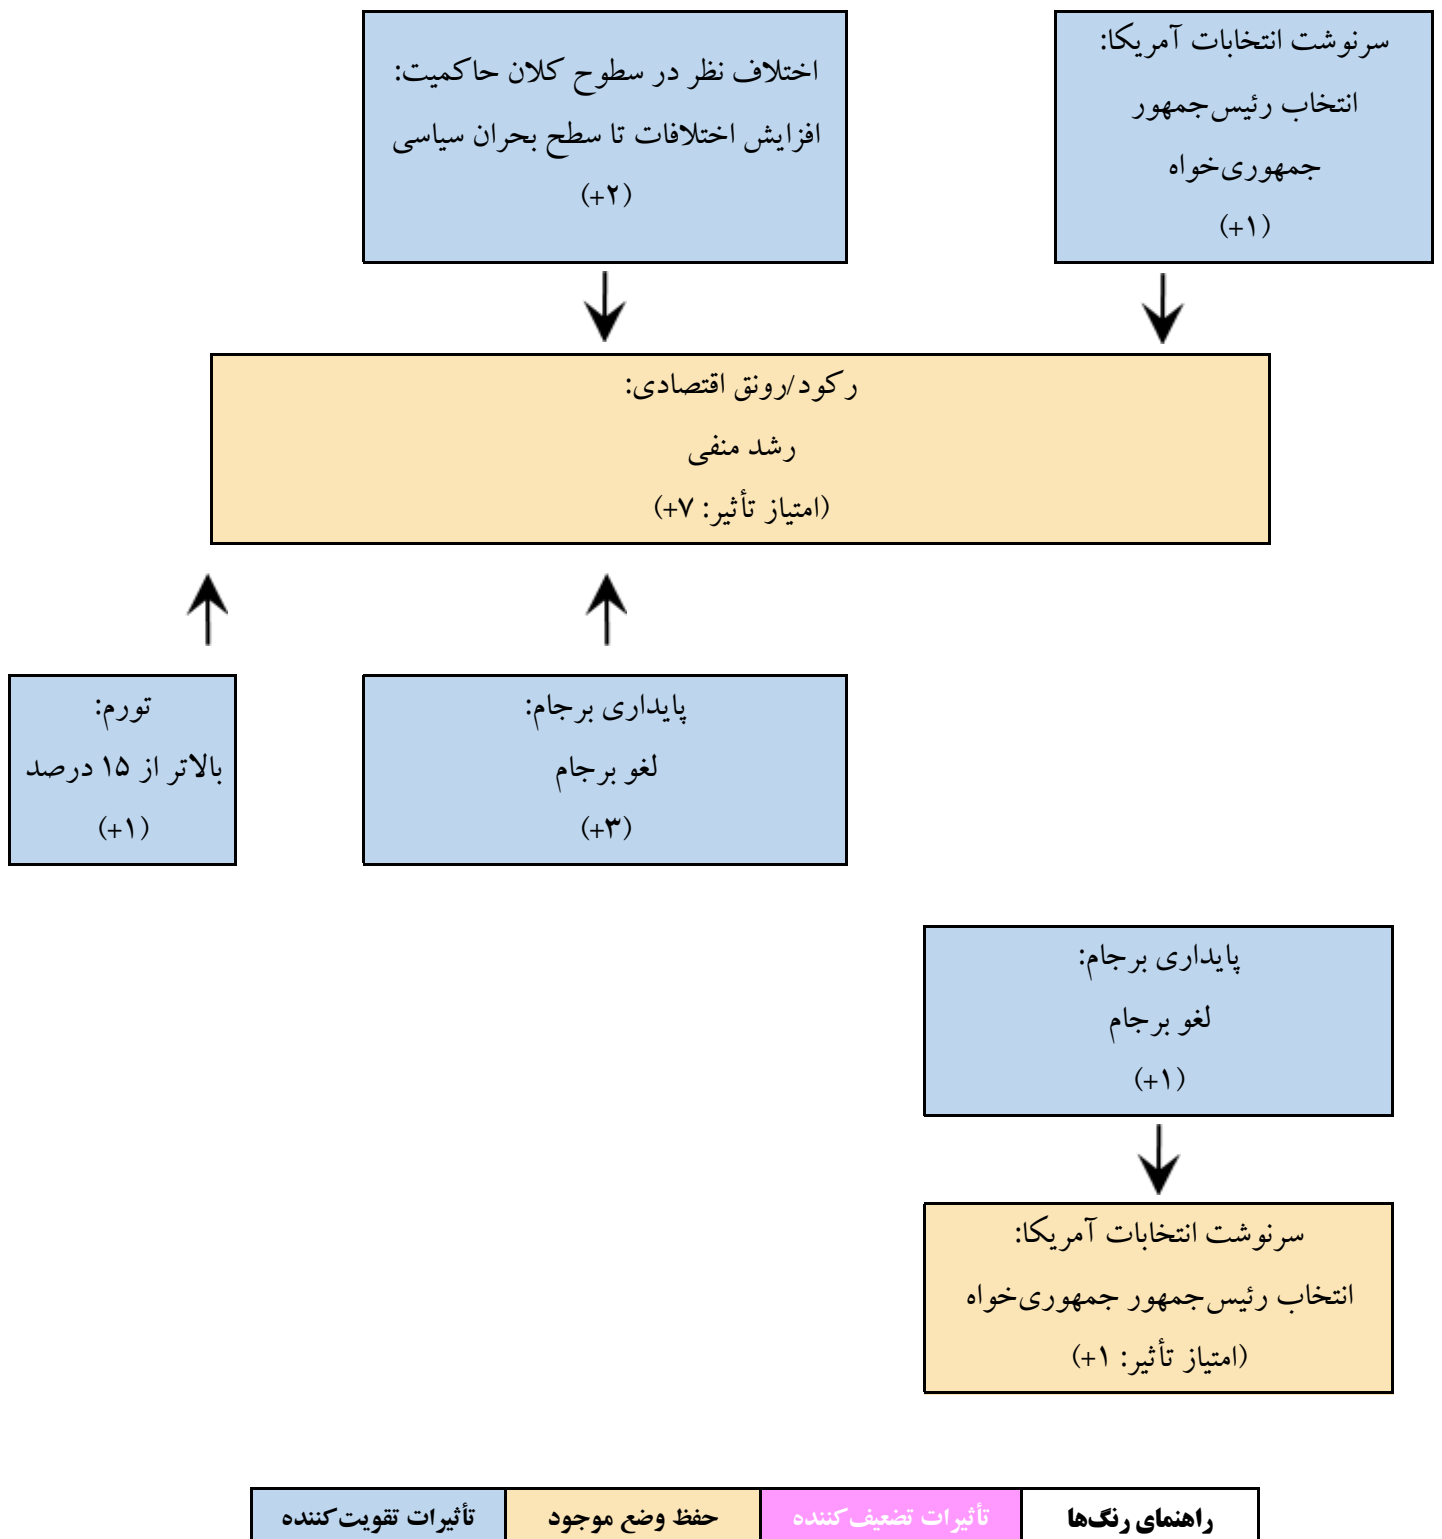 سرنوشت انتخابات آمریکا:
انتخاب رئیس‌جمهور
جمهوری‌خواه
(+۱)
اختلاف نظر در سطوح کلان حاکمیت:
افزایش اختلافات تا سطح بحران سیاسی
(+۲)
رکود/رونق اقتصادی:
رشد منفی
(امتیاز تأثیر: +۷)
پایداری برجام:
لغو برجام
(+۳)
تورم:
بالاتر از ۱۵ درصد
(+۱)
پایداری برجام:
لغو برجام
(+۱)
سرنوشت انتخابات آمریکا:
انتخاب رئیس‌جمهور جمهوری‌خواه
(امتیاز تأثیر: +۱)
راهنمای رنگ‌ها
تأثیرات تضعیف‌کننده
حفظ وضع موجود
تأثیرات تقویت‌کننده